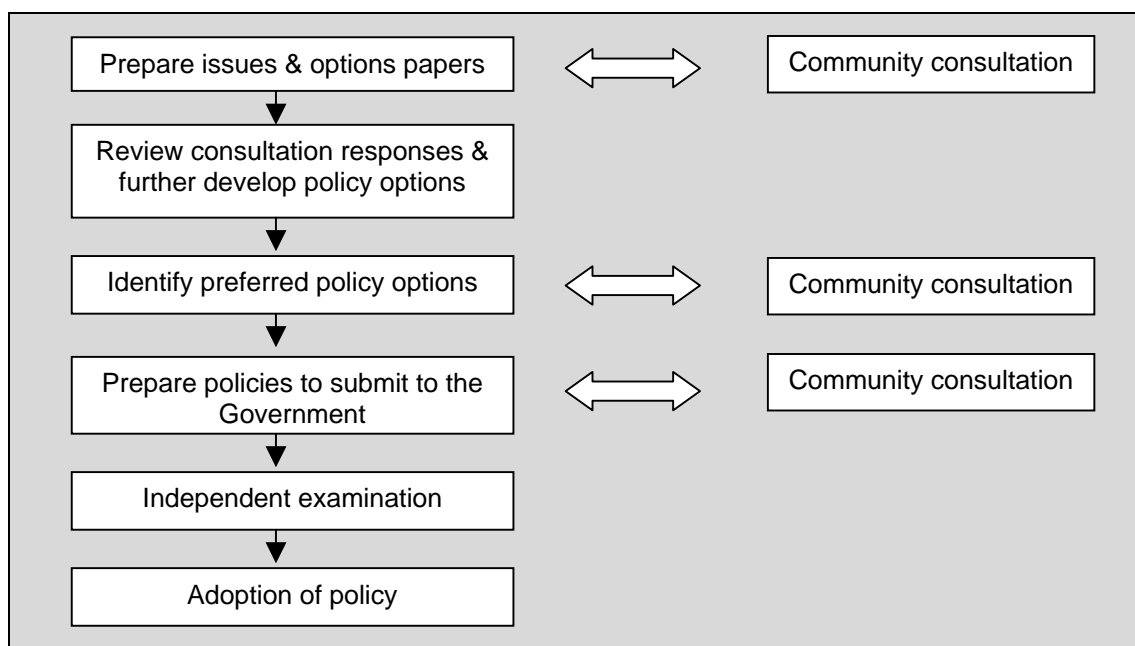 Prepare issues & options papers
Community consultation
Review consultation responses &
further develop policy options
Identify preferred policy options
Community consultation
Prepare policies to submit to the
Government
Community consultation
Independent examination
Adoption of policy